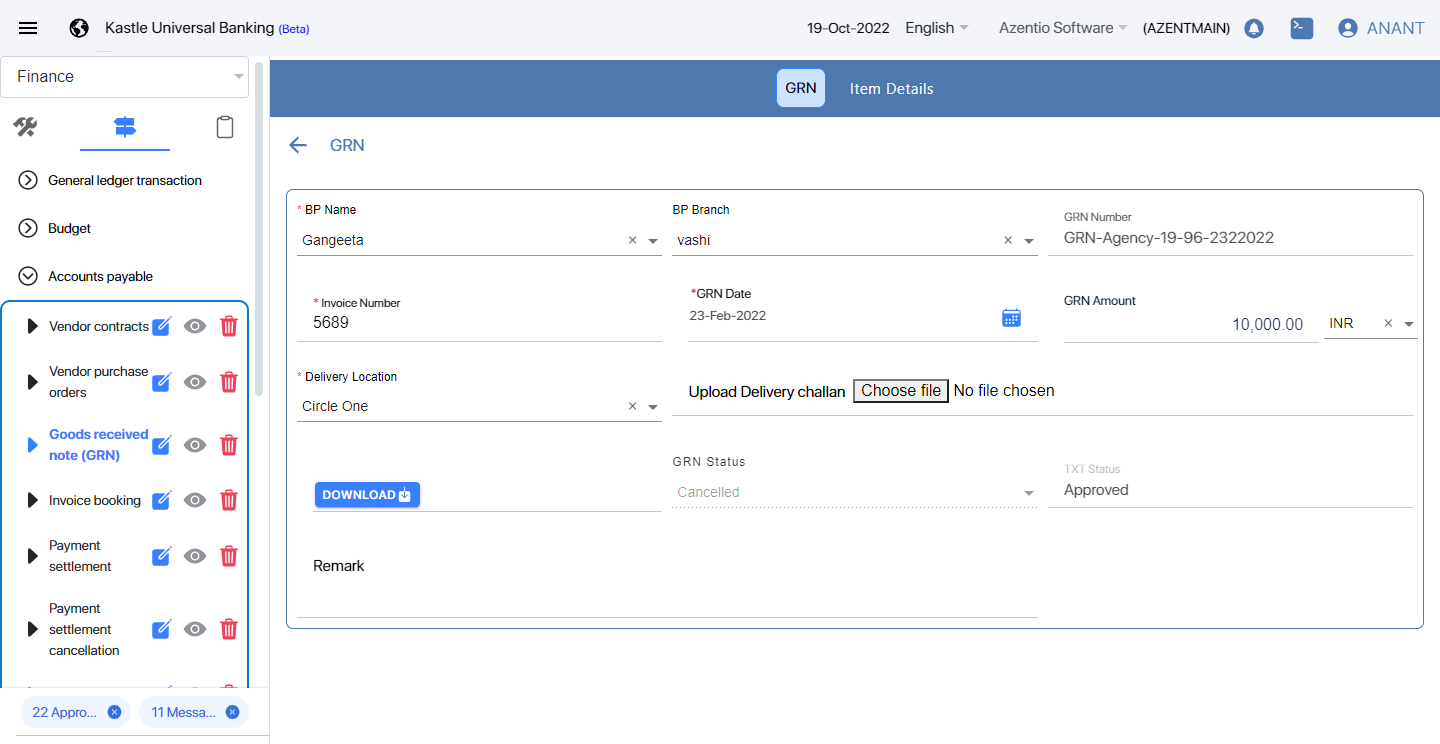 Kastle Universal Banking (Beta)
19-Oct-2022 English Azentio Software (AZENTMAIN) ANANT
Finance
GRN Item Details
GRN
General ledger transaction
Budget
Accounts payable
Vendor contracts
Vendor purchase
orders
Goods received
note (GRN)
Invoice booking
Payment
settlement
Payment
settlement
cancellation
22 Appro...
11 Messa...
* BP Name
Gangeeta
BP Branch
vashi
GRN Number
GRN-Agency-19-96-2322022
* Invoice Number
5689
*GRN Date
23-Feb-2022
GRN Amount
10,000.00 INR
* Delivery Location
Circle One
Upload Delivery challan Choose file No file chosen
DOWNLOAD
GRN Status
Cancelled
TXT Status
Approved
Remark